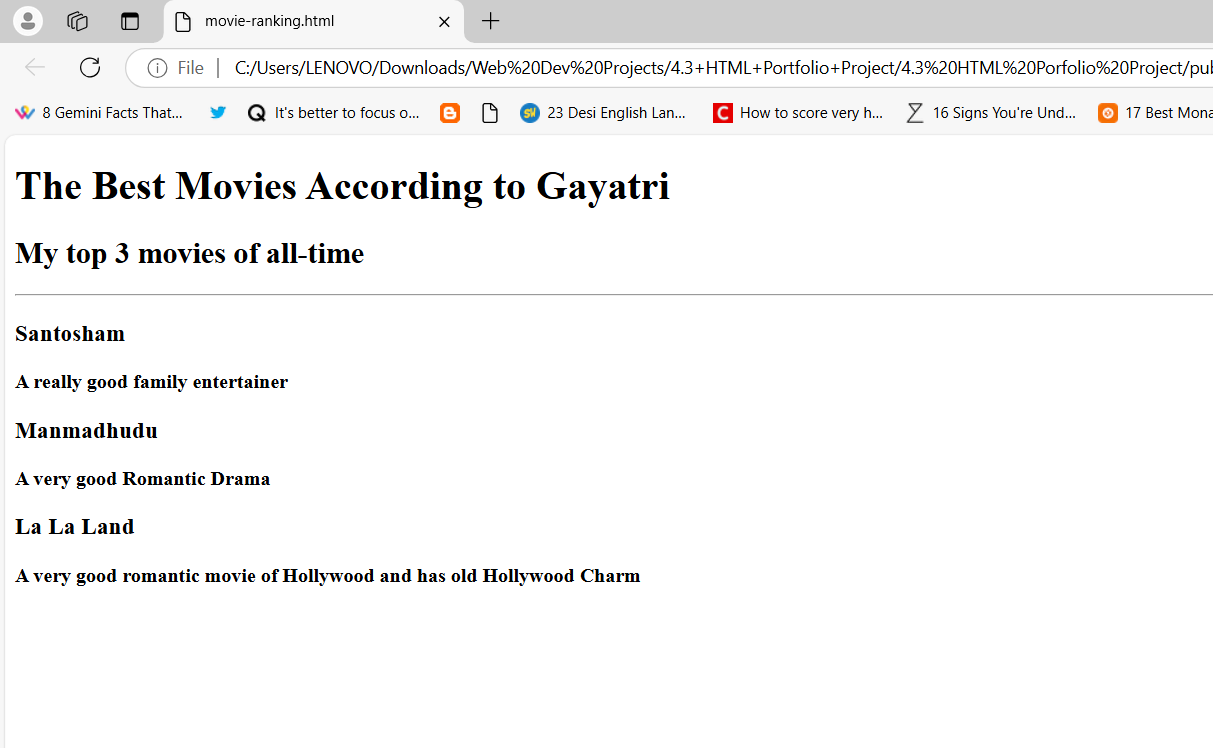 movie-ranking.html
File | C:/Users/LENOVO/Downloads/Web%20Dev%20Projects/4.3+HTML+Portfolio+Project/4.3%20HTML%20Porfolio%20Project/pub
8 Gemini Facts That... It's better to focus o... SW 23 Desi English Lan... C How to score very h... 16 Signs You're Und... 17 Best Mona
The Best Movies According to Gayatri
My top 3 movies of all-time
Santosham
A really good family entertainer
Manmadhudu
A very good Romantic Drama
La La Land
A very good romantic movie of Hollywood and has old Hollywood Charm